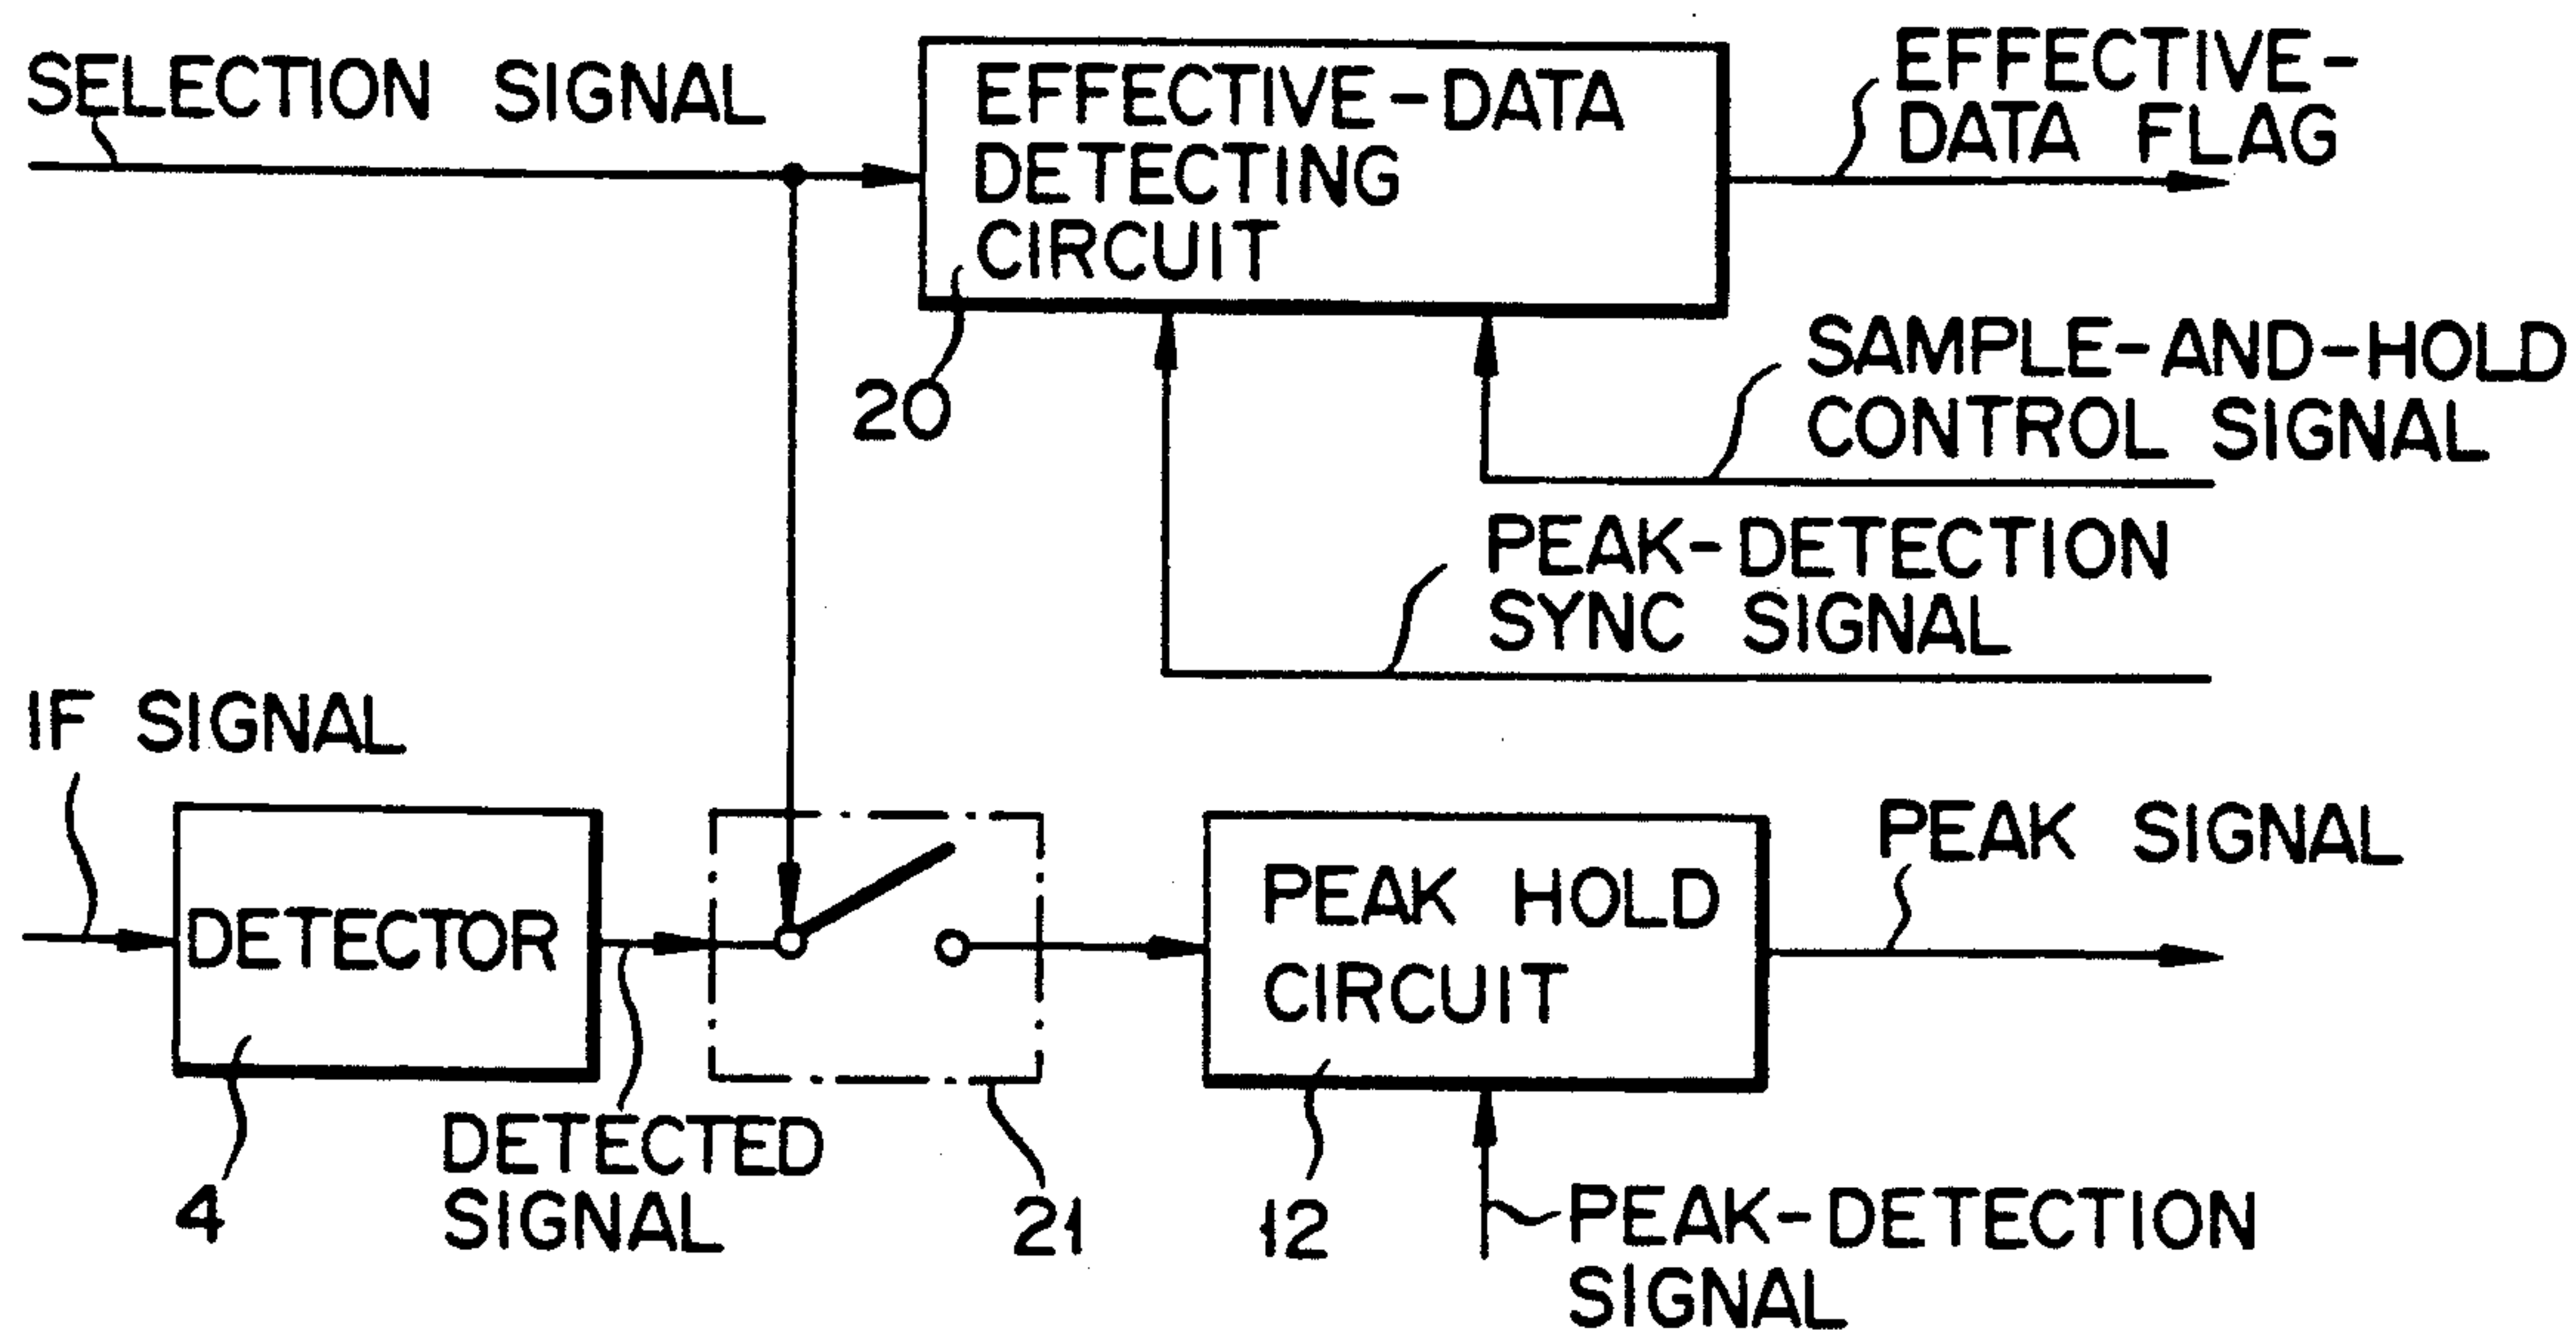 SELECTION SIGNAL
EFFECTIVE-DATA
DETECTING
CIRCUIT
20
EFFECTIVE-
DATA FLAG
SAMPLE-AND-HOLD
CONTROL SIGNAL
PEAK-DETECTION
SYNC SIGNAL
IF SIGNAL
DETECTOR
4
DETECTED
SIGNAL
21
PEAK HOLD
CIRCUIT
12
PEAK SIGNAL
PEAK-DETECTION
SIGNAL